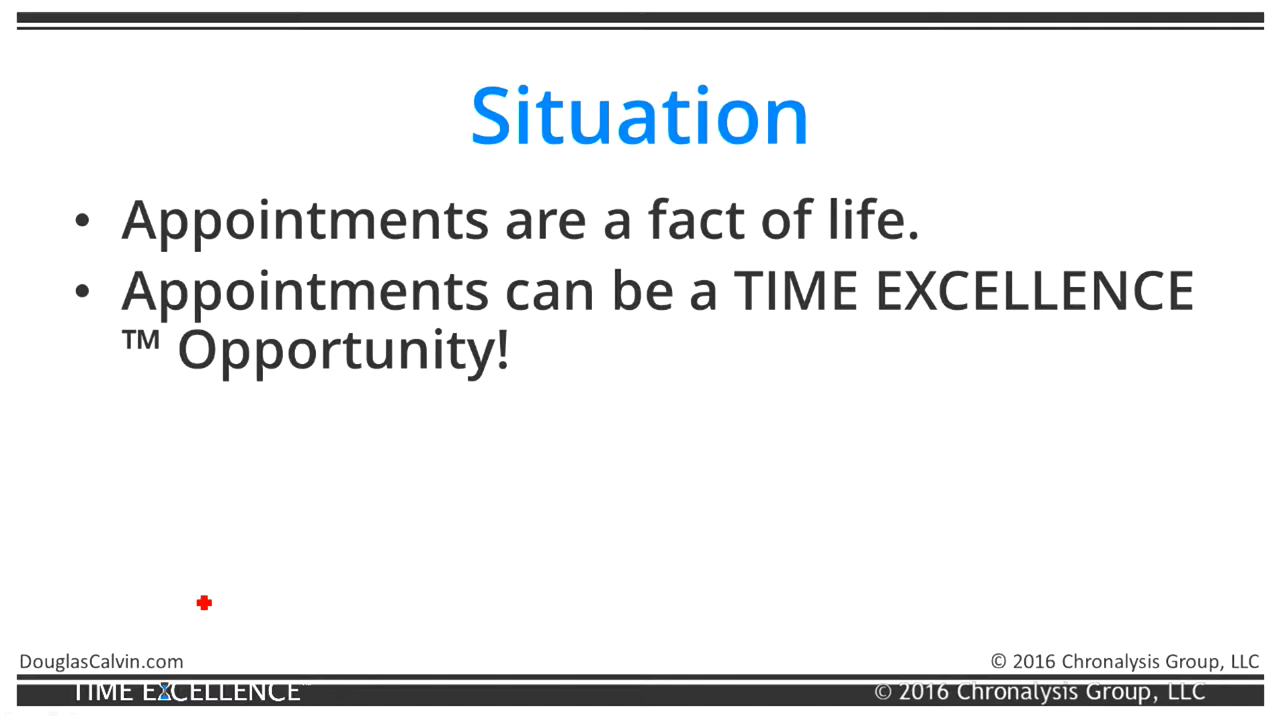 Situation
• Appointments are a fact of life.
• Appointments can be a TIME EXCELLENCE
™ Opportunity!
DouglasCalvin.com
© 2016 Chronalysis Group, LLC
TIME EXCELLENCE™
© 2016 Chronalysis Group, LLC